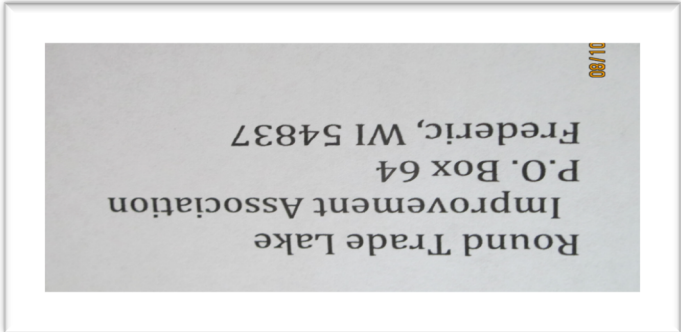 Round Trade Lake
Improvement Association
P.O. Box 64
Frederic, WI 54837